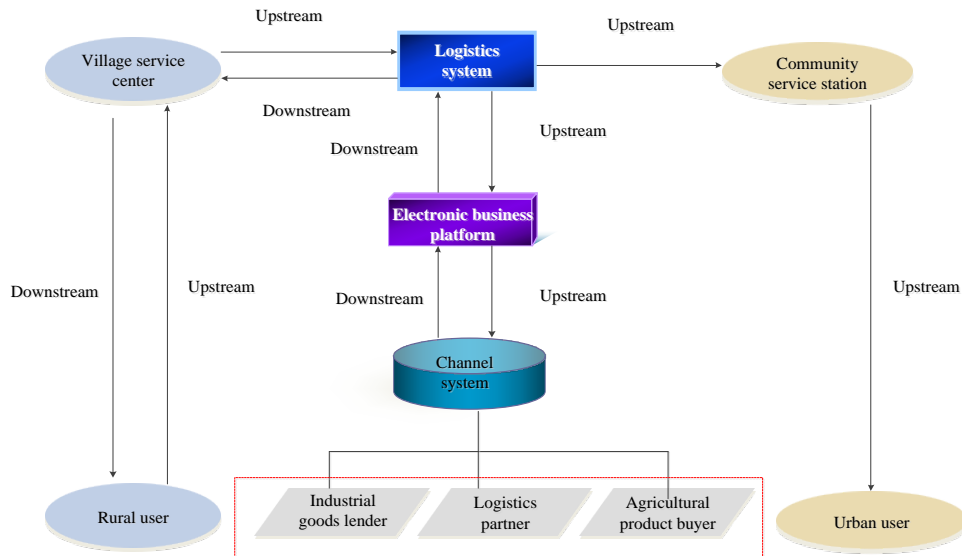 Upstream
Upstream
Village service
center
Logistics
system
Community
service station
Downstream
Upstream
Downstream
Electronic business
platform
Downstream
Upstream
Downstream
Upstream
Upstream
Channel
system
Industrial
goods lender
Logistics
partner
Agricultural
product buyer
Rural user
Urban user